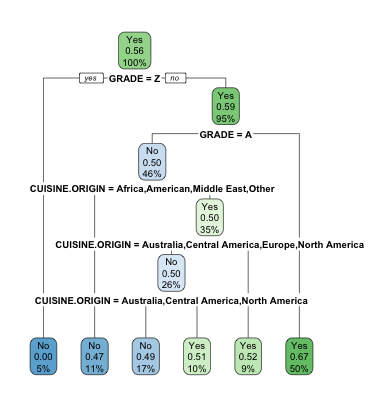 Yes
0.56
100%
yes GRADE = Z no
Yes
0.59
95%
GRADE = A
No
0.50
46%
CUISINE.ORIGIN = Africa,American,Middle East,Other
Yes
0.50
35%
CUISINE.ORIGIN = Australia,Central America,Europe,North America
No
0.50
26%
CUISINE.ORIGIN = Australia,Central America,North America
No No No Yes Yes Yes
0.00 0.47 0.49 0.51 0.52 0.67
5% 11% 17% 10% 9% 50%